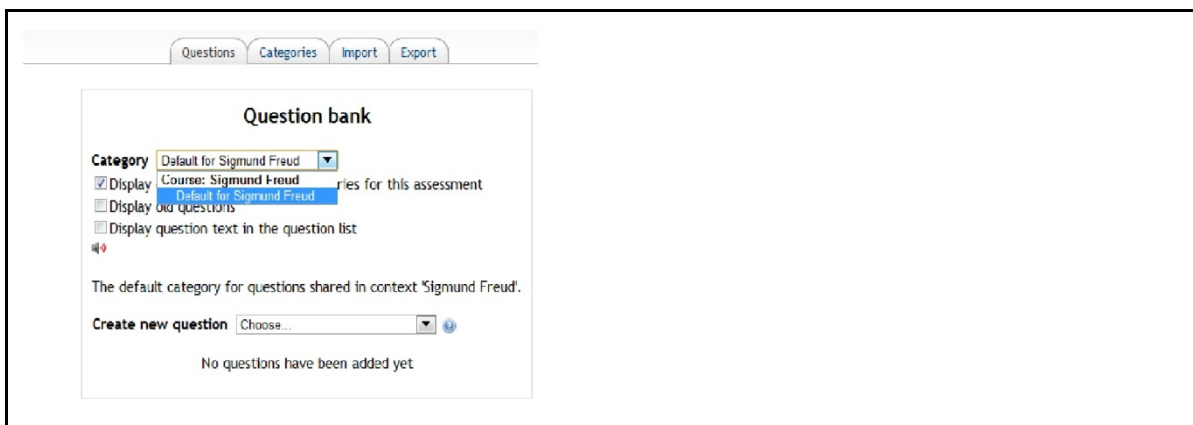 Questions Categories Import Export
Question bank
Category Default for Sigmund Freud
Course: Sigmund Freud
Display ries for this assessment
Default for Sigmund Freud
Display old questions
Display question text in the question list
The default category for questions shared in context 'Sigmund Freud'.
Create new question Choose...
No questions have been added yet